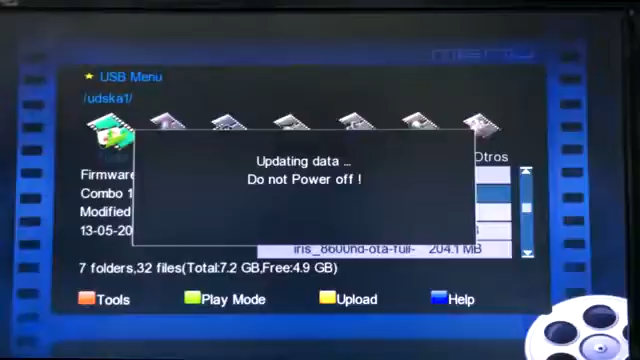 MENU
USB Menu
/udska1/
Otros
Updating data ...
Do not Power off !
Firmware
Combo 1
Modified
13-05-20
iris_8600hd-ota-full- 204.1 MB
7 folders,32 files(Total:7.2 GB,Free:4.9 GB)
Tools Play Mode Upload Help